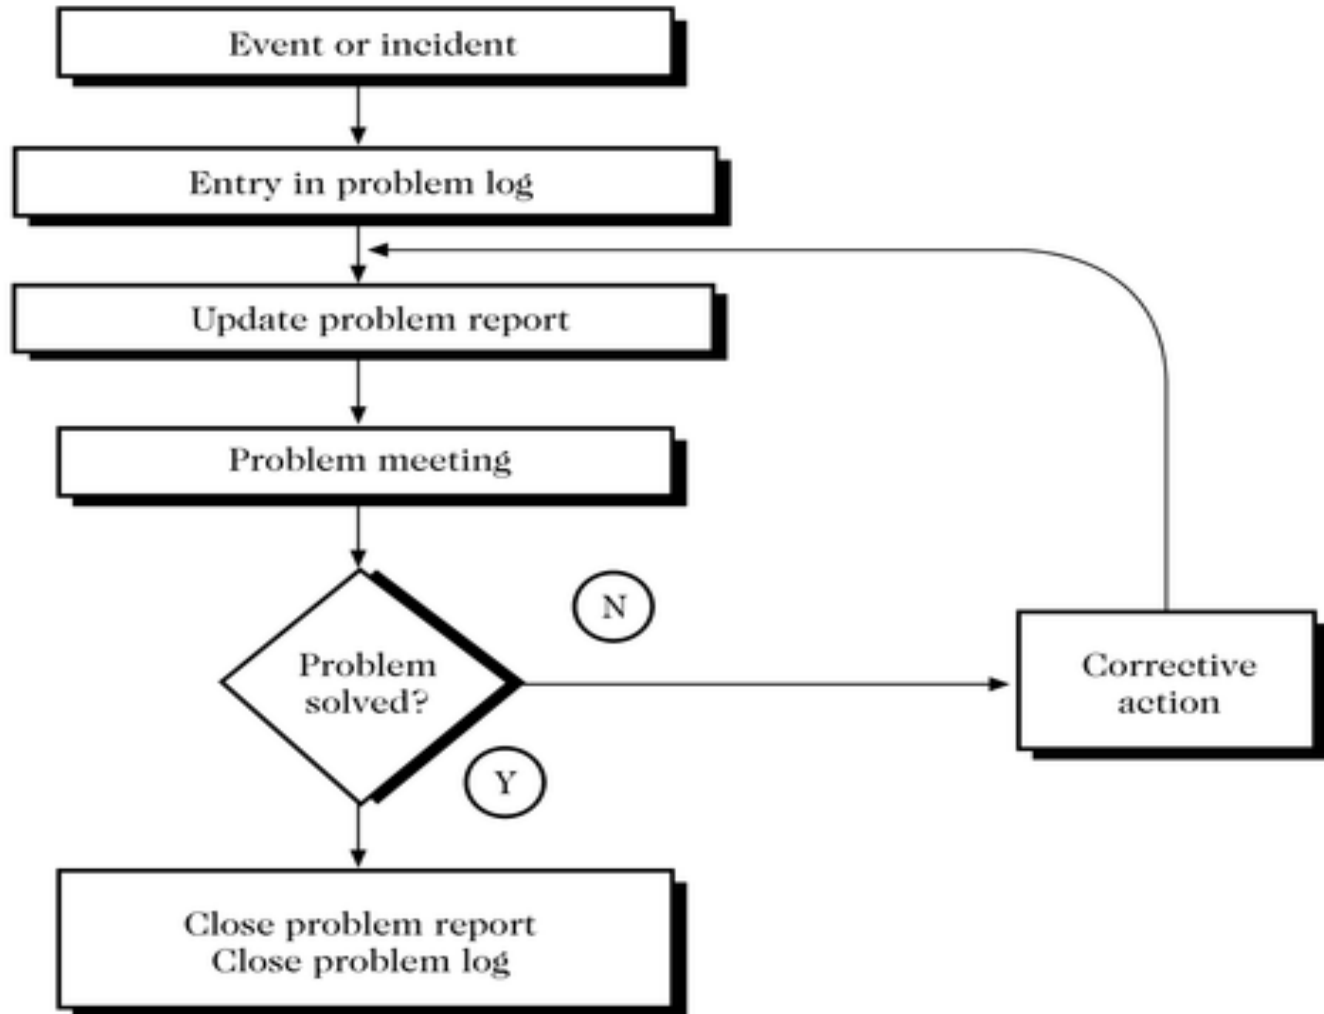 Event or incident
Entry in problem log
Update problem report
Problem meeting
N
Problem
solved?
Corrective
action
Y
Close problem report
Close problem log